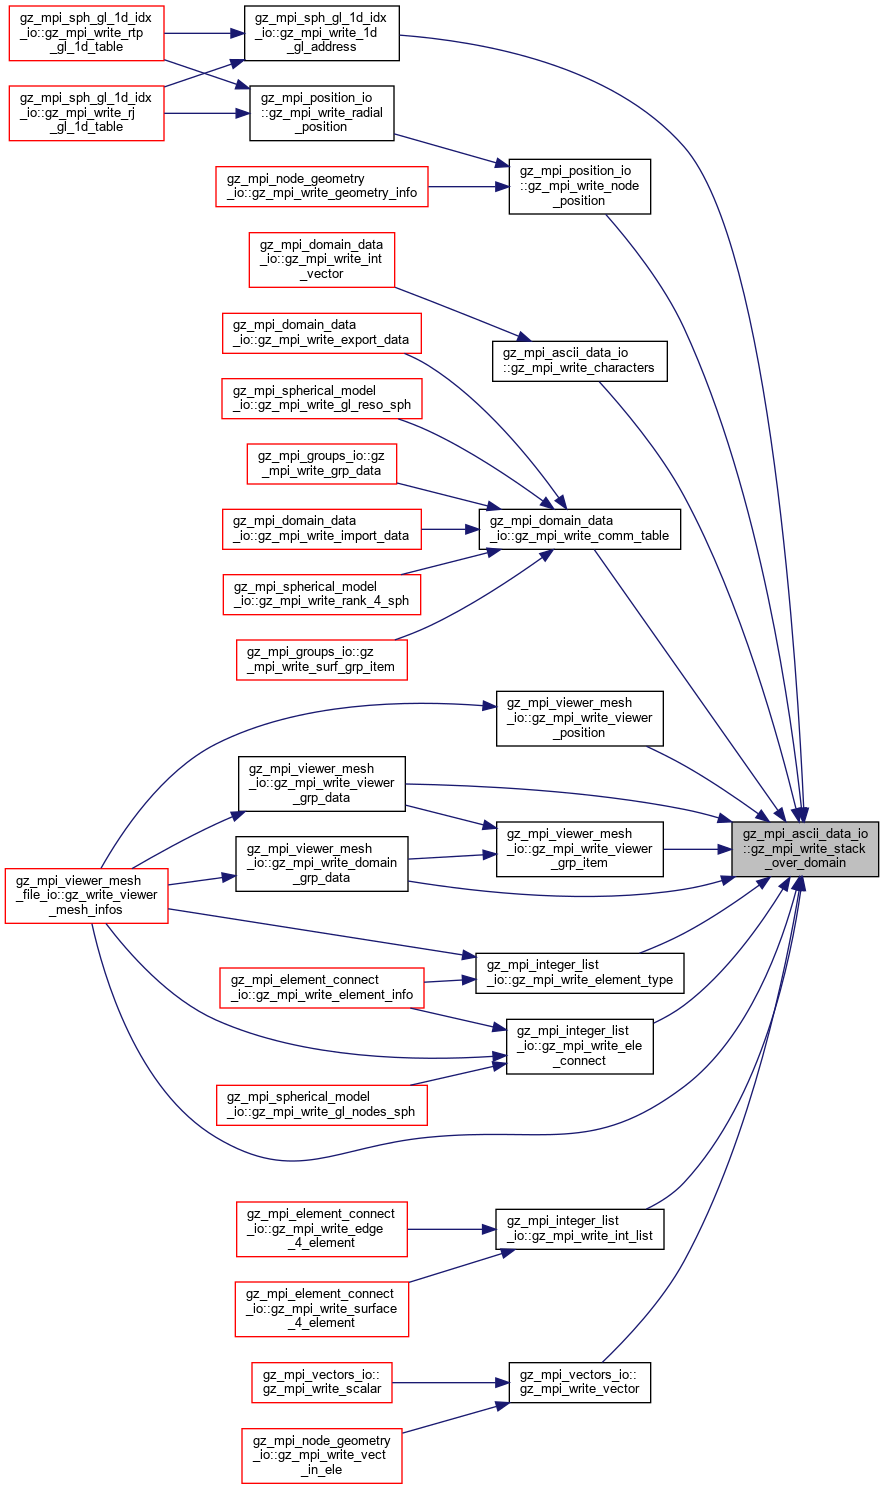 gz_mpi_sph_gl_1d_idx
_io::gz_mpi_write_rtp
_gl_1d_table
gz_mpi_sph_gl_1d_idx
_io::gz_mpi_write_1d
_gl_address
gz_mpi_sph_gl_1d_idx
_io::gz_mpi_write_rj
_gl_1d_table
gz_mpi_position_io
::gz_mpi_write_radial
_position
gz_mpi_node_geometry
_io::gz_mpi_write_geometry_info
gz_mpi_position_io
::gz_mpi_write_node
_position
gz_mpi_domain_data
_io::gz_mpi_write_int
_vector
gz_mpi_domain_data
_io::gz_mpi_write_export_data
gz_mpi_ascii_data_io
::gz_mpi_write_characters
gz_mpi_spherical_model
_io::gz_mpi_write_gl_reso_sph
gz_mpi_groups_io::gz
_mpi_write_grp_data
gz_mpi_domain_data
_io::gz_mpi_write_import_data
gz_mpi_domain_data
_io::gz_mpi_write_comm_table
gz_mpi_spherical_model
_io::gz_mpi_write_rank_4_sph
gz_mpi_groups_io::gz
_mpi_write_surf_grp_item
gz_mpi_viewer_mesh
_io::gz_mpi_write_viewer
_position
gz_mpi_viewer_mesh
_io::gz_mpi_write_viewer
_grp_data
gz_mpi_viewer_mesh
_io::gz_mpi_write_viewer
_grp_item
gz_mpi_ascii_data_io
::gz_mpi_write_stack
_over_domain
gz_mpi_viewer_mesh
_io::gz_mpi_write_domain
_grp_data
gz_mpi_viewer_mesh
_file_io::gz_write_viewer
_mesh_infos
gz_mpi_integer_list
_io::gz_mpi_write_element_type
gz_mpi_element_connect
_io::gz_mpi_write_element_info
gz_mpi_integer_list
_io::gz_mpi_write_ele
_connect
gz_mpi_spherical_model
_io::gz_mpi_write_gl_nodes_sph
gz_mpi_element_connect
_io::gz_mpi_write_edge
_4_element
gz_mpi_integer_list
_io::gz_mpi_write_int_list
gz_mpi_element_connect
_io::gz_mpi_write_surface
_4_element
gz_mpi_vectors_io::
gz_mpi_write_scalar
gz_mpi_vectors_io::
gz_mpi_write_vector
gz_mpi_node_geometry
_io::gz_mpi_write_vect
_in_ele